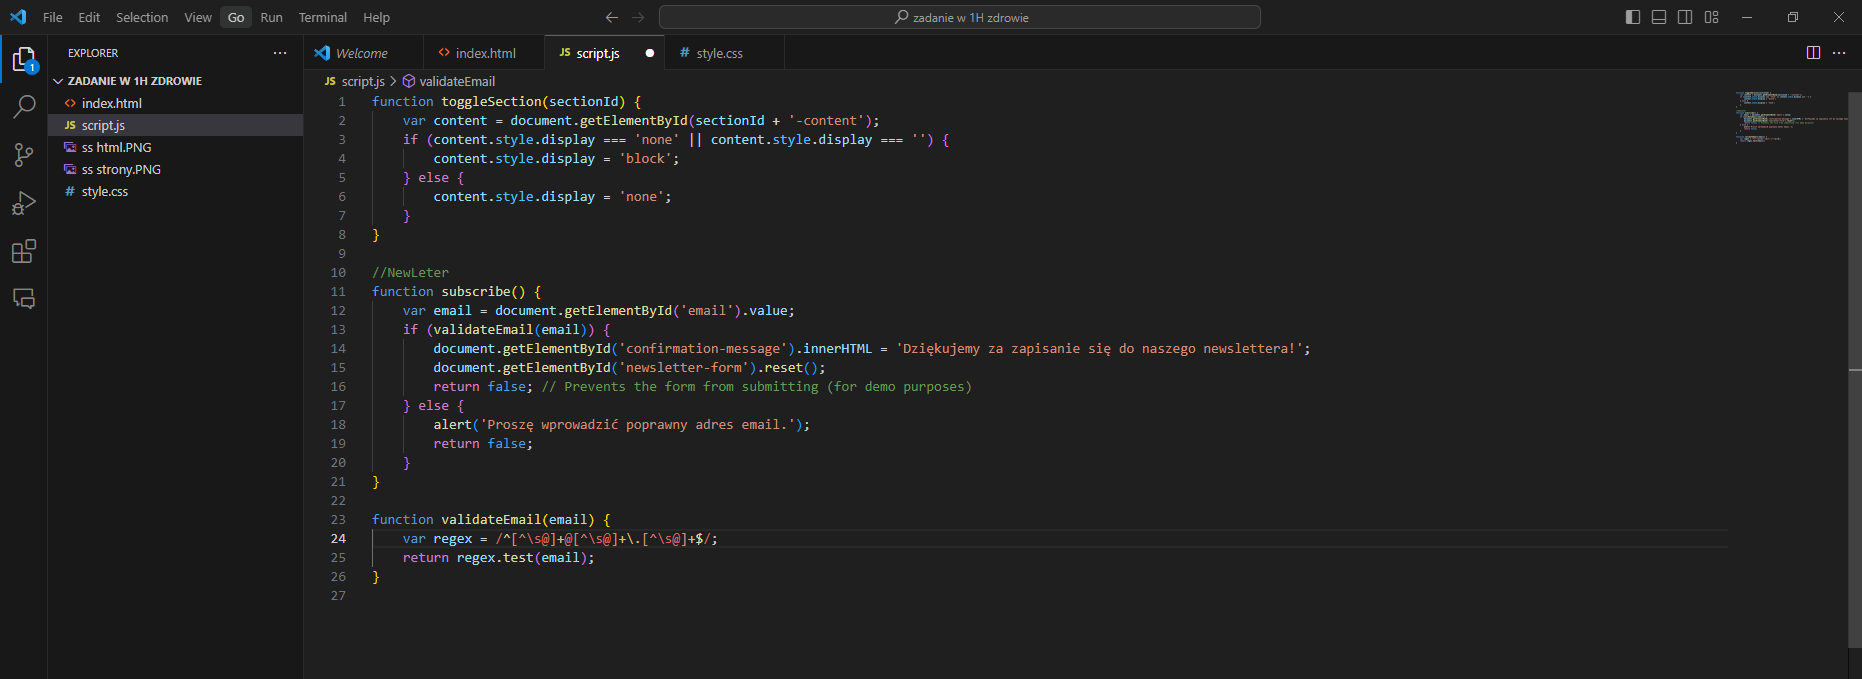 File Edit Selection View Go Run Terminal Help
zadanie w 1H zdrowie
EXPLORER
1
ZADANIE W 1H ZDROWIE
index.html
JS script.js
ss html.PNG
ss strony.PNG
# style.css
Welcome
<> index.html
JS script.js
# style.css
JS script.js > validateEmail
1 function toggleSection(sectionId) {
2 var content = document.getElementById(sectionId + '-content');
3 if (content.style.display === 'none' || content.style.display === '') {
4 content.style.display = 'block';
5 } else {
6 content.style.display = 'none';
7 }
8 }
9
10 //NewLeter
11 function subscribe() {
12 var email = document.getElementById('email').value;
13 if (validateEmail(email)) {
14 document.getElementById('confirmation-message').innerHTML = 'Dziękujemy za zapisanie się do naszego newslettera!';
15 document.getElementById('newsletter-form').reset();
16 return false; // Prevents the form from submitting (for demo purposes)
17 } else {
18 alert('Proszę wprowadzić poprawny adres email.');
19 return false;
20 }
21 }
22
23 function validateEmail(email) {
24 var regex = /^[^\s@]+@[^\s@]+\.[^\s@]+$/;
25 return regex.test(email);
26 }
27